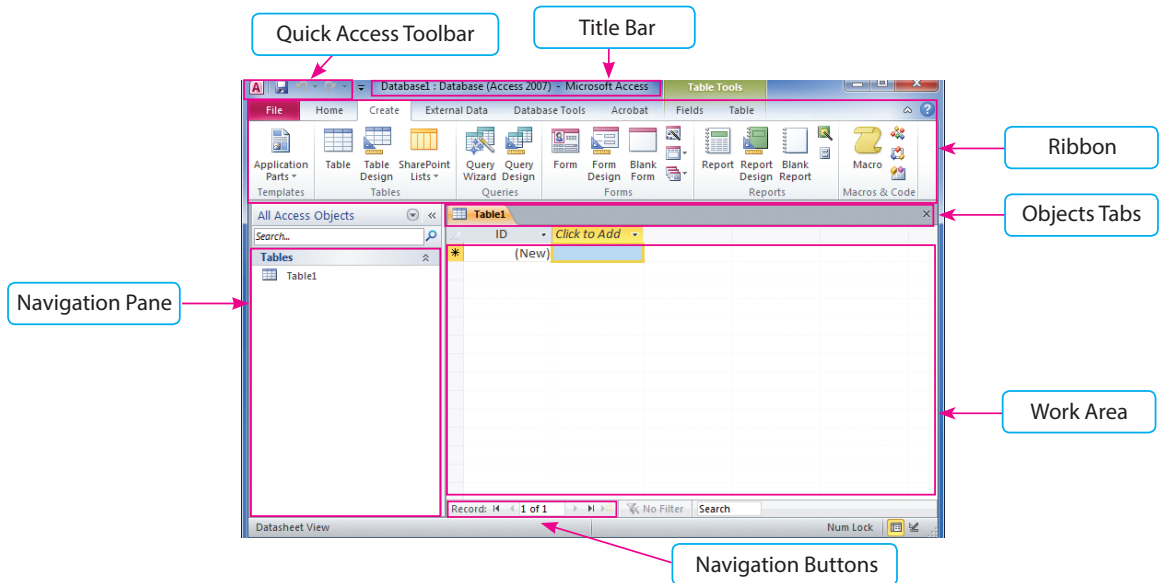 Quick Access Toolbar
Title Bar
A
Database1 : Database (Access 2007) - Microsoft Access
Table Tools
File Home Create External Data Database Tools Acrobat Fields Table
Application Parts
Table
Table Design
SharePoint Lists
Query Wizard
Query Design
Form
Form Design
Blank Form
Report
Report Design
Blank Report
Macro
Templates Tables Queries Forms Reports Macros & Code
Ribbon
All Access Objects
Table1
Objects Tabs
Search...
ID Click to Add
Tables
(New)
Table1
Navigation Pane
Work Area
Record: 1 of 1 No Filter Search
Datasheet View
Num Lock
Navigation Buttons